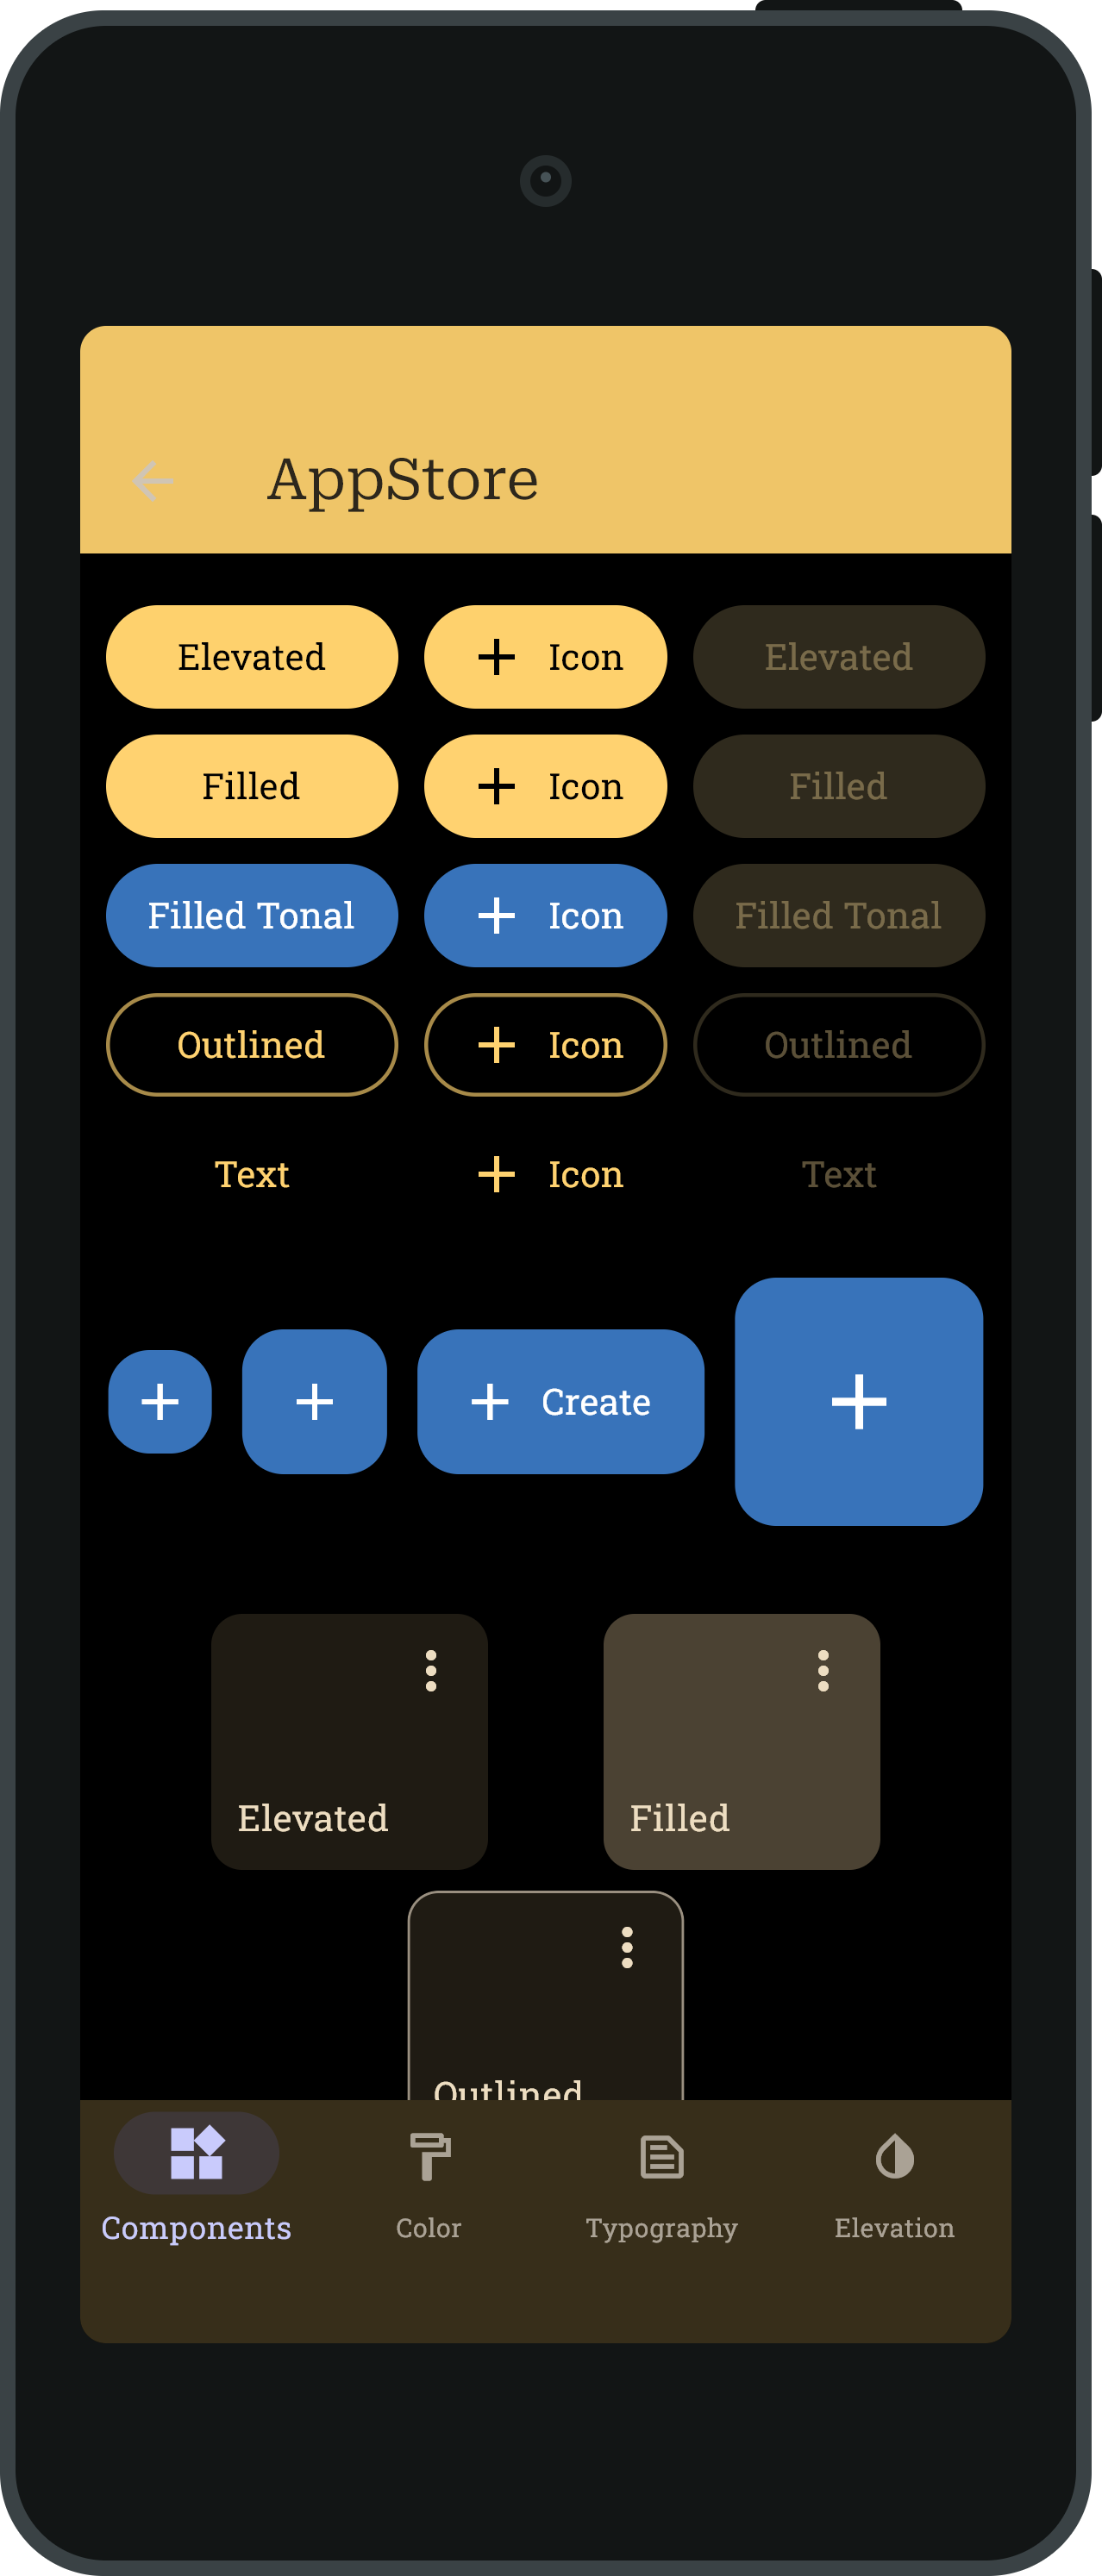 AppStore
Elevated Icon Elevated
Filled Icon Filled
Filled Tonal Icon Filled Tonal
Outlined Icon Outlined
Text Icon Text
Create
Elevated Filled
Outlined
Components Color Typography Elevation